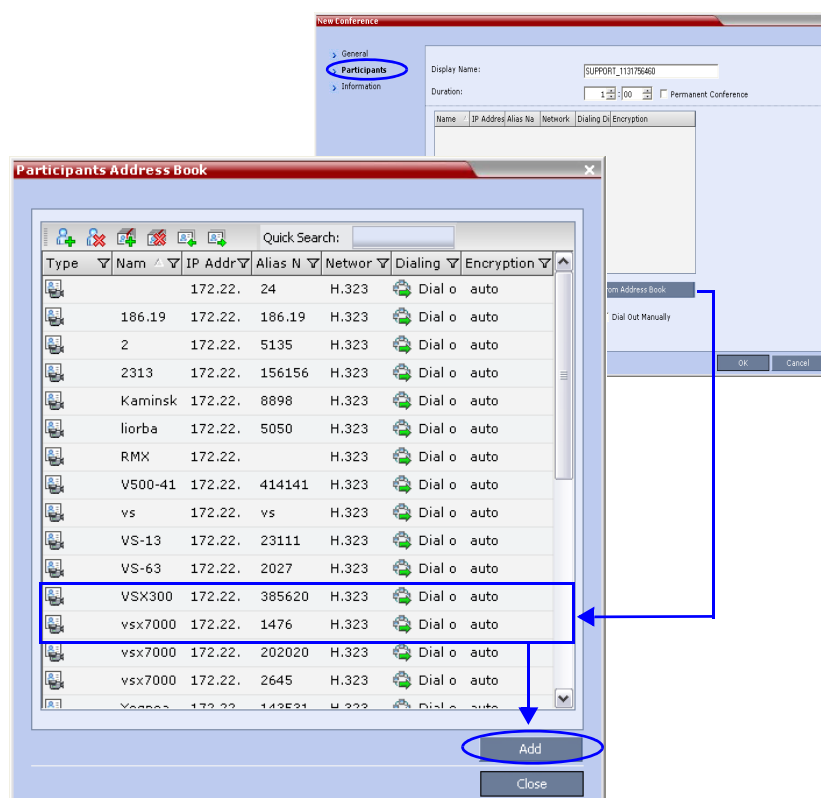 New Conference
General
Participants
Information
Display Name:
SUPPORT_1131756460
Duration:
1 : 00
Permanent Conference
Name IP Addres Alias Na Network Dialing Di Encryption
Participants Address Book
Quick Search:
Type Nam IP Addr Alias N Networ Dialing Encryption
172.22. 24 H.323 Dial o auto
186.19 172.22. 186.19 H.323 Dial o auto
2 172.22. 5135 H.323 Dial o auto
2313 172.22. 156156 H.323 Dial o auto
Kaminsk 172.22. 8898 H.323 Dial o auto
liorba 172.22. 5050 H.323 Dial o auto
RMX 172.22. H.323 Dial o auto
V500-41 172.22. 414141 H.323 Dial o auto
vs 172.22. vs H.323 Dial o auto
VS-13 172.22. 23111 H.323 Dial o auto
VS-63 172.22. 2027 H.323 Dial o auto
VSX300 172.22. 385620 H.323 Dial o auto
vsx7000 172.22. 1476 H.323 Dial o auto
vsx7000 172.22. 202020 H.323 Dial o auto
vsx7000 172.22. 2645 H.323 Dial o auto
172.22. 143531 H.323 Dial o auto
om Address Book
Dial Out Manually
OK Cancel
Add
Close